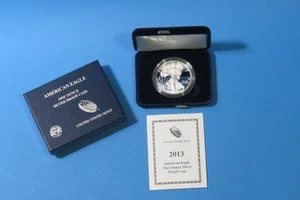 AMERICAN EAGLE
ONE OUNCE
SILVER PROOF COIN
UNITED STATES MINT
2013
American Eagle
One Ounce Silver
Proof Coin